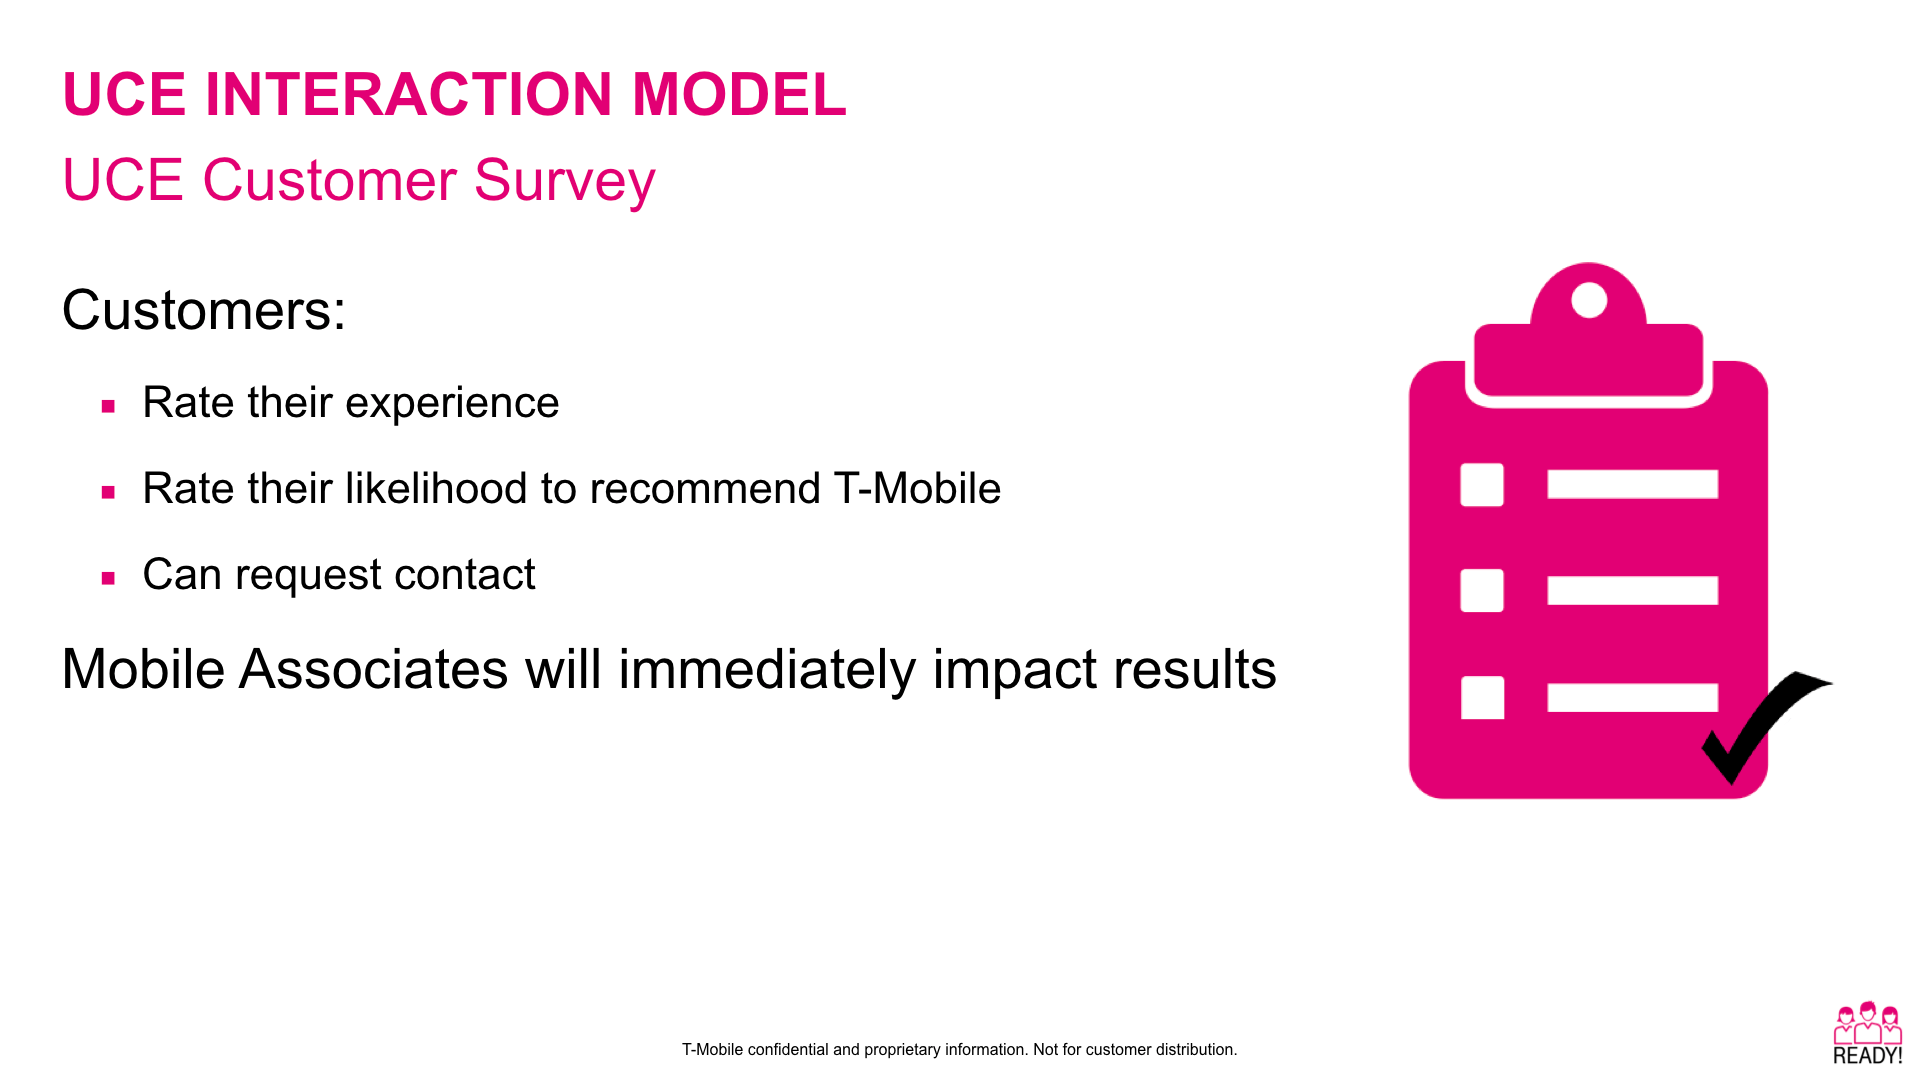 UCE INTERACTION MODEL
UCE Customer Survey
Customers:
Rate their experience
Rate their likelihood to recommend T-Mobile
Can request contact
Mobile Associates will immediately impact results
T-Mobile confidential and proprietary information. Not for customer distribution.
READY!